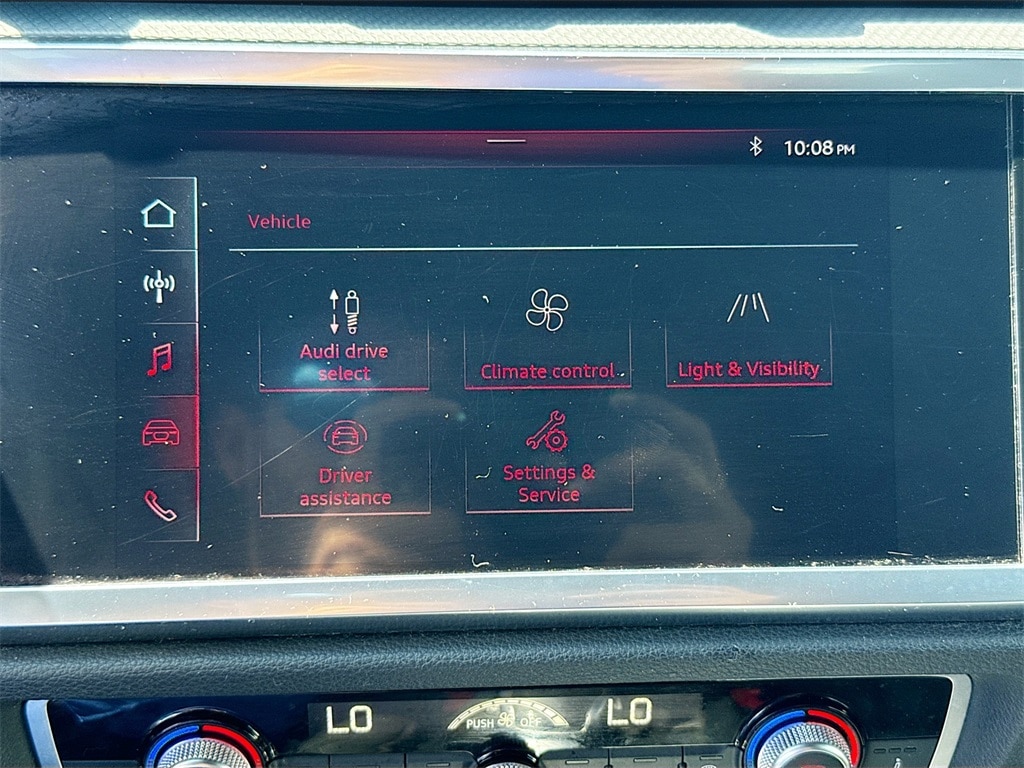 10:08 PM
Vehicle
Audi drive
select
Climate control
Light & Visibility
Driver
assistance
Settings &
Service
LO
PUSH OFF
LO